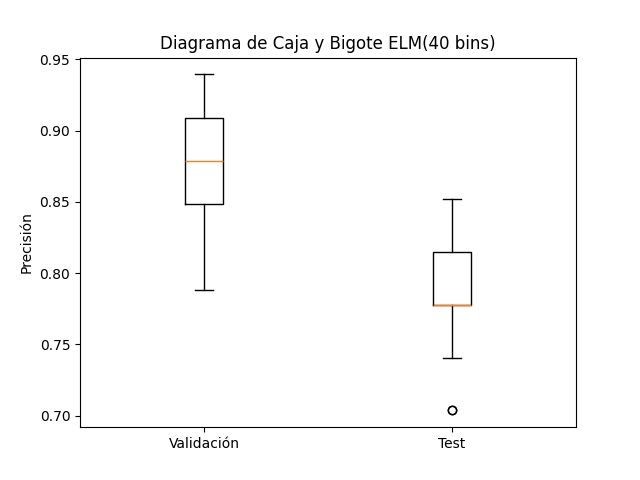 Diagrama de Caja y Bigote ELM(40 bins)
0.95
0.90
0.85
0.80
0.75
0.70
Precisión
Validación
Test